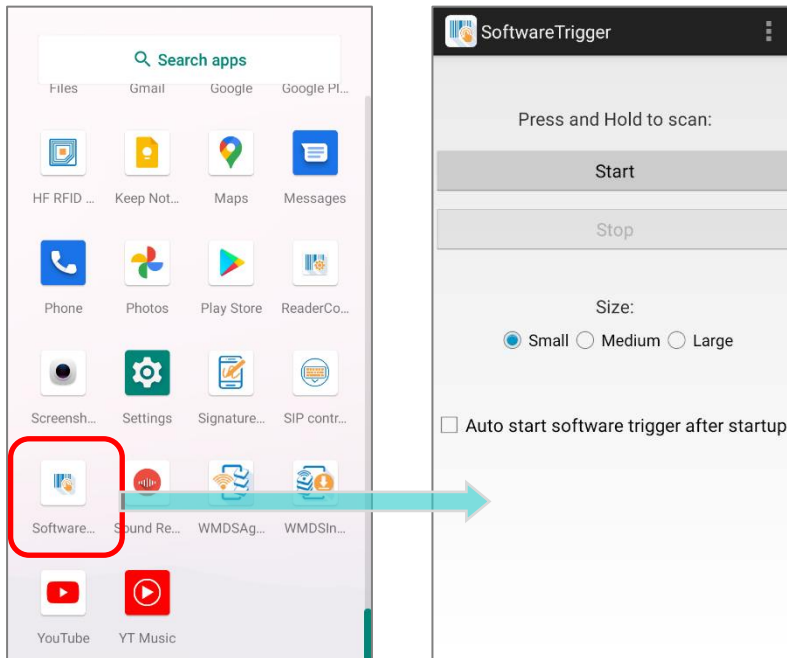 Search apps
Files Gmail Google Google Pl...
HF RFID ... Keep Not... Maps Messages
Phone Photos Play Store ReaderCo...
Screensh... Settings Signature... SIP contr...
Software... Sound Re... WMDSAg... WMDSIn...
YouTube YT Music
SoftwareTrigger
Press and Hold to scan:
Start
Stop
Size:
Small Medium Large
Auto start software trigger after startup